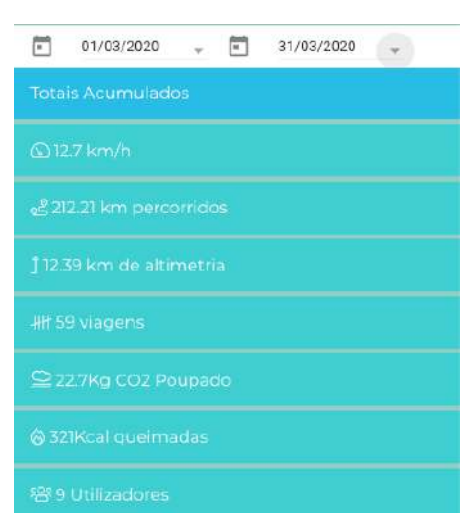 01/03/2020 31/03/2020
Totais Acumulados
12.7 km/h
212.21 km percorridos
12.39 km de altimetria
59 viagens
22.7Kg CO2 Poupado
321Kcal queimadas
9 Utilizadores